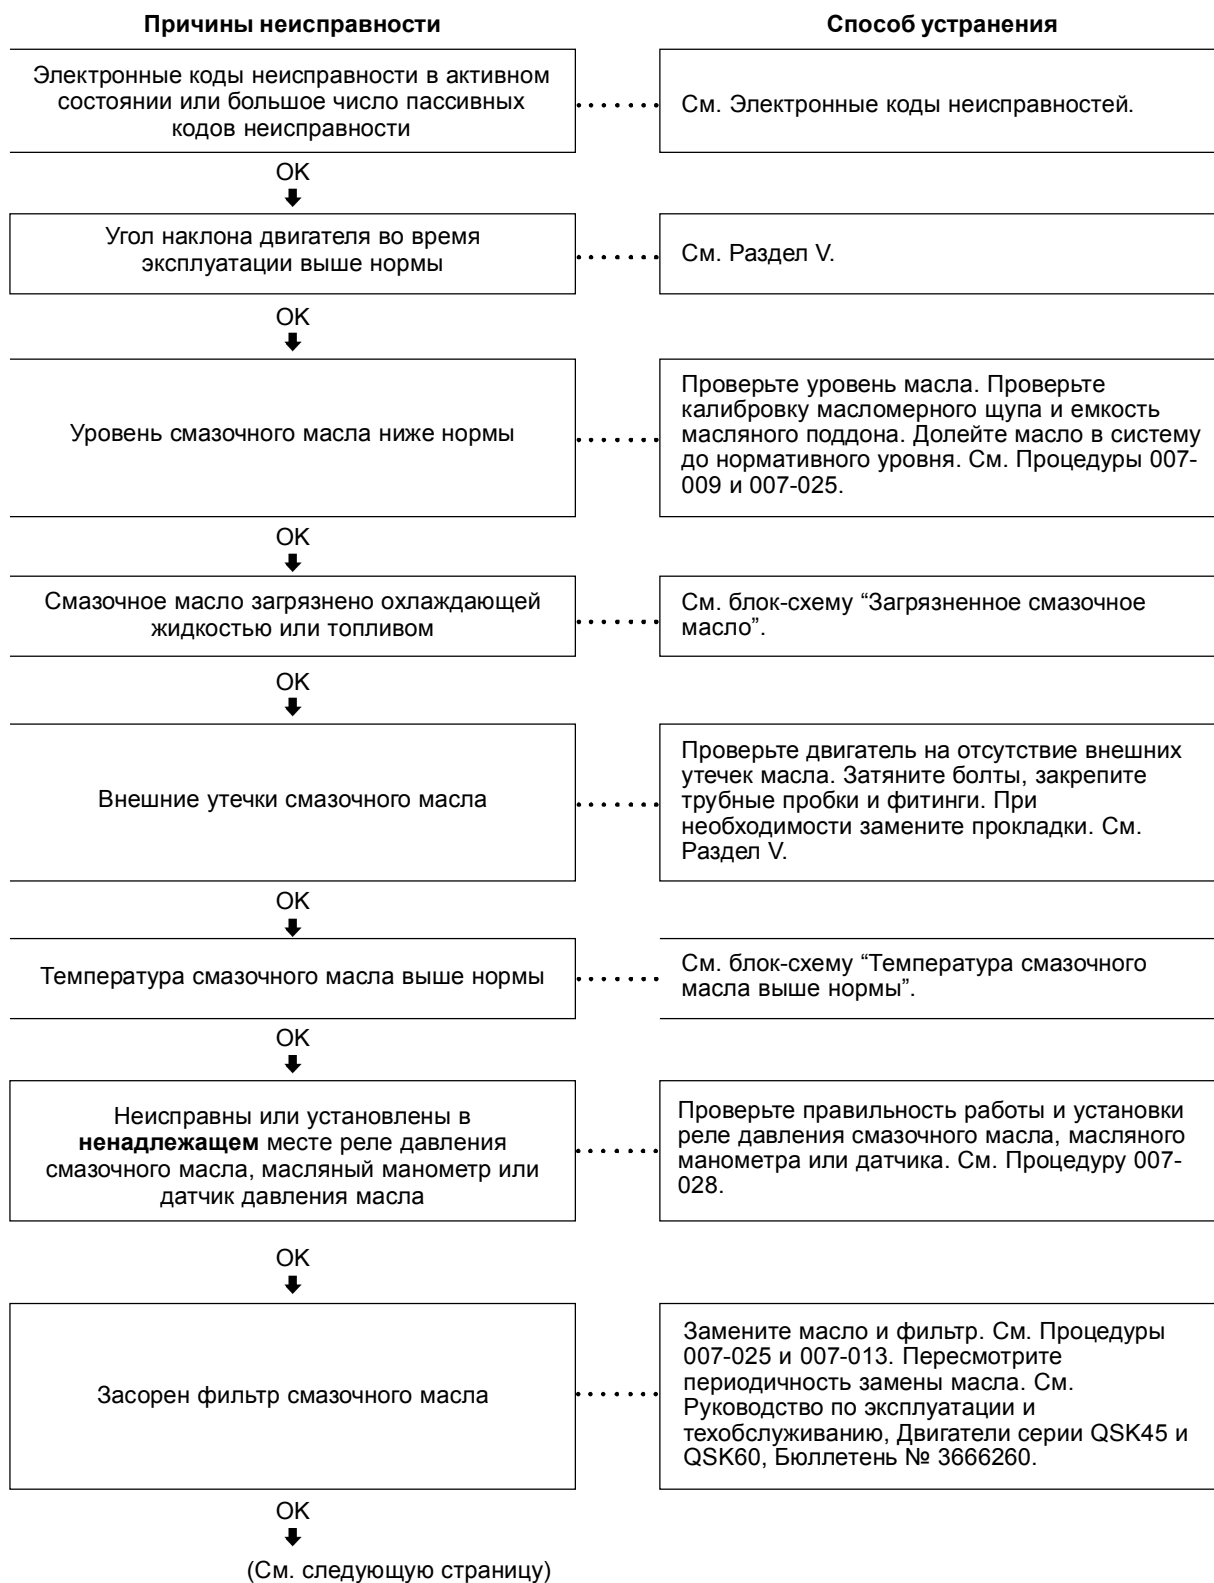 Причины неисправности
Способ устранения
Электронные коды неисправности в активном
состоянии или большое число пассивных
кодов неисправности
См. Электронные коды неисправностей.
OK
Угол наклона двигателя во время
эксплуатации выше нормы
См. Раздел V.
OK
Уровень смазочного масла ниже нормы
Проверьте уровень масла. Проверьте
калибровку масломерного щупа и емкость
масляного поддона. Долейте масло в систему
до нормативного уровня. См. Процедуры 007-
009 и 007-025.
OK
Смазочное масло загрязнено охлаждающей
жидкостью или топливом
См. блок-схему “Загрязненное смазочное
масло”.
OK
Внешние утечки смазочного масла
Проверьте двигатель на отсутствие внешних
утечек масла. Затяните болты, закрепите
трубные пробки и фитинги. При
необходимости замените прокладки. См.
Раздел V.
OK
Температура смазочного масла выше нормы
См. блок-схему “Температура смазочного
масла выше нормы”.
OK
Неисправны или установлены в
ненадлежащем месте реле давления
смазочного масла, масляный манометр или
датчик давления масла
Проверьте правильность работы и установки
реле давления смазочного масла, масляного
манометра или датчика. См. Процедуру 007-
028.
OK
Засорен фильтр смазочного масла
Замените масло и фильтр. См. Процедуры
007-025 и 007-013. Пересмотрите
периодичность замены масла. См.
Руководство по эксплуатации и
техобслуживанию, Двигатели серии QSK45 и
QSK60, Бюллетень № 3666260.
OK
(См. следующую страницу)